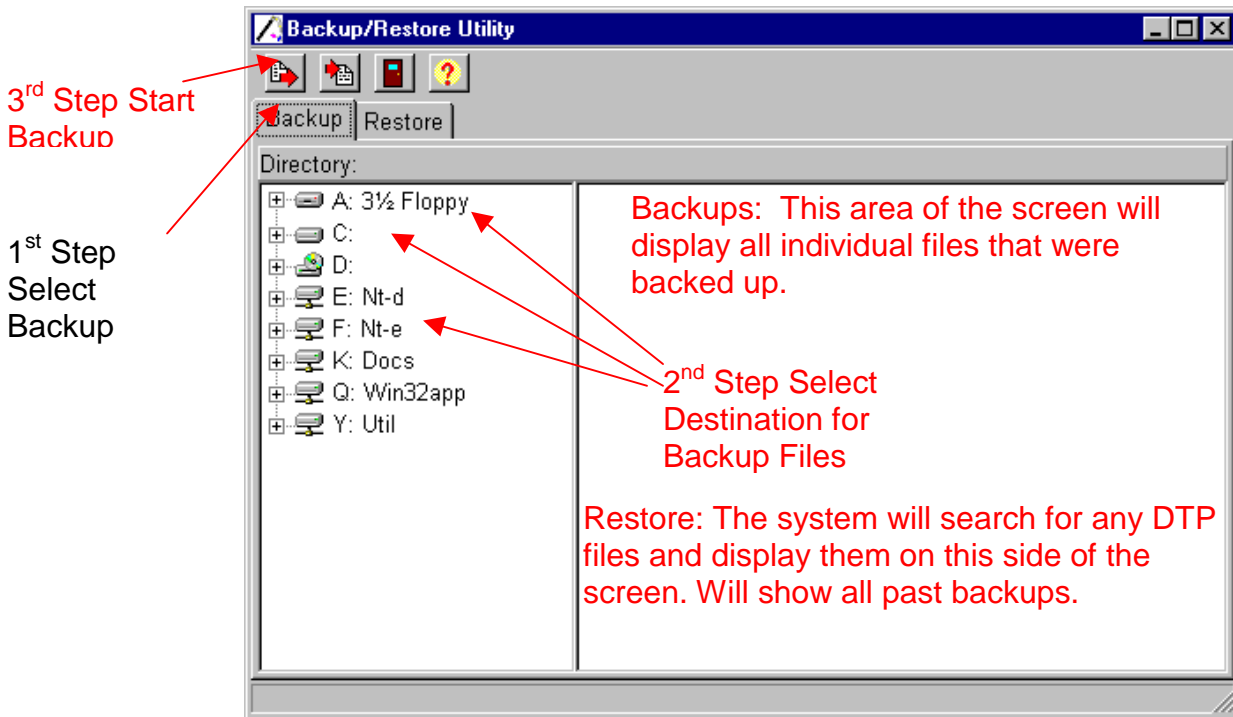 Backup/Restore Utility
3rd Step Start
Backup
Backup Restore
Directory:
1st Step
Select
Backup
A: 3½ Floppy
C:
D:
E: Nt-d
F: Nt-e
K: Docs
Q: Win32app
Y: Util
Backups: This area of the screen will
display all individual files that were
backed up.
2nd Step Select
Destination for
Backup Files
Restore: The system will search for any DTP
files and display them on this side of the
screen. Will show all past backups.